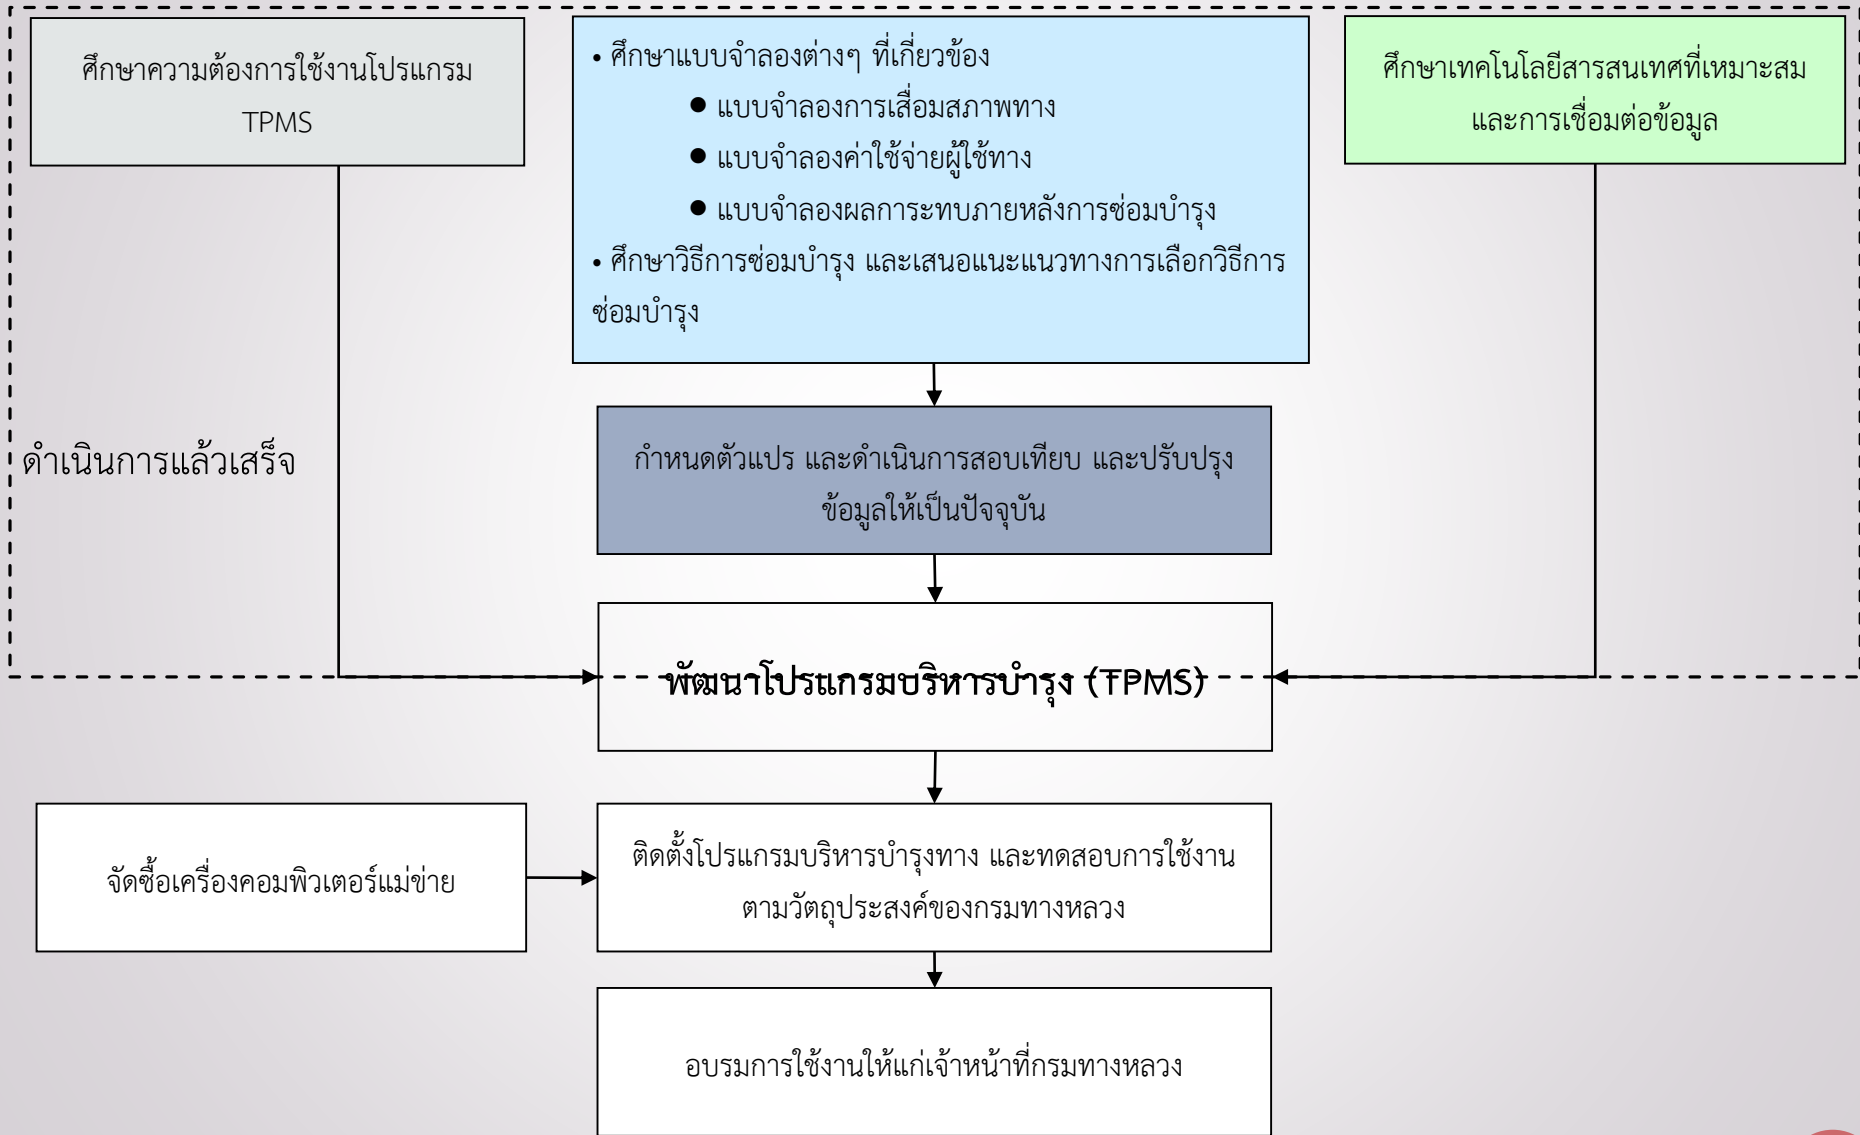 ศึกษาความต้องการใช้งานโปรแกรม
TPMS
• ศึกษาแบบจำลองต่างๆ ที่เกี่ยวข้อง
● แบบจำลองการเสื่อมสภาพทาง
● แบบจำลองค่าใช้จ่ายผู้ใช้ทาง
● แบบจำลองผลการะทบภายหลังการซ่อมบำรุง
• ศึกษาวิธีการซ่อมบำรุง และเสนอแนะแนวทางการเลือกวิธีการ
ซ่อมบำรุง
ศึกษาเทคโนโลยีสารสนเทศที่เหมาะสม
และการเชื่อมต่อข้อมูล
ดำเนินการแล้วเสร็จ
กำหนดตัวแปร และดำเนินการสอบเทียบ และปรับปรุง
ข้อมูลให้เป็นปัจจุบัน
พัฒนาโปรแกรมบริหารบำรุง (TPMS)
จัดซื้อเครื่องคอมพิวเตอร์แม่ข่าย
ติดตั้งโปรแกรมบริหารบำรุงทาง และทดสอบการใช้งาน
ตามวัตถุประสงค์ของกรมทางหลวง
อบรมการใช้งานให้แก่เจ้าหน้าที่กรมทางหลวง